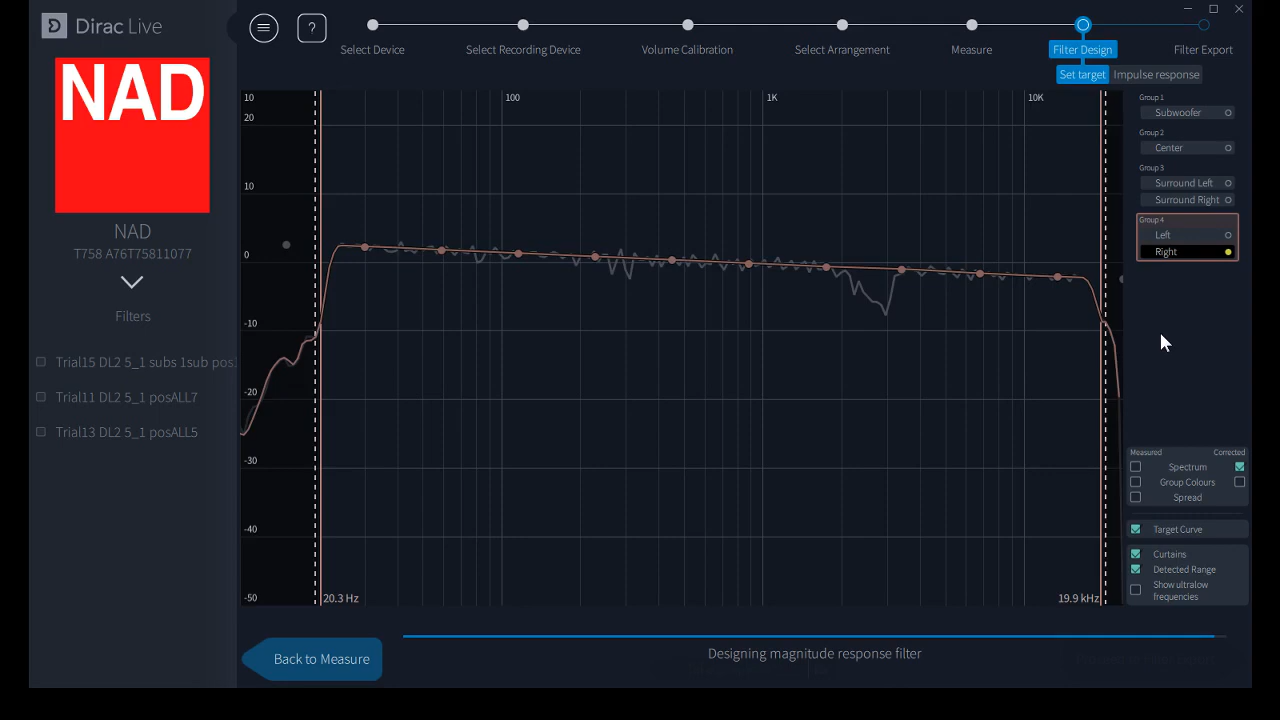 Dirac Live
?
Select Device
Select Recording Device
Volume Calibration
Select Arrangement
Measure
Filter Design
Filter Export
Set target
Impulse response
NAD
NAD
T758 A76T75811077
Filters
Trial15 DL2 5_1 subs 1sub pos
Trial11 DL2 5_1 posALL7
Trial13 DL2 5_1 posALL5
10
100
1K
10K
20
10
0
-10
-20
-30
-40
-50
20.3 Hz
19.9 kHz
Group 1
Subwoofer
Group 2
Center
Group 3
Surround Left
Surround Right
Group 4
Left
Right
Measured
Corrected
Spectrum
Group Colours
Spread
Target Curve
Curtains
Detected Range
Show ultralow
frequencies
Back to Measure
Designing magnitude response filter